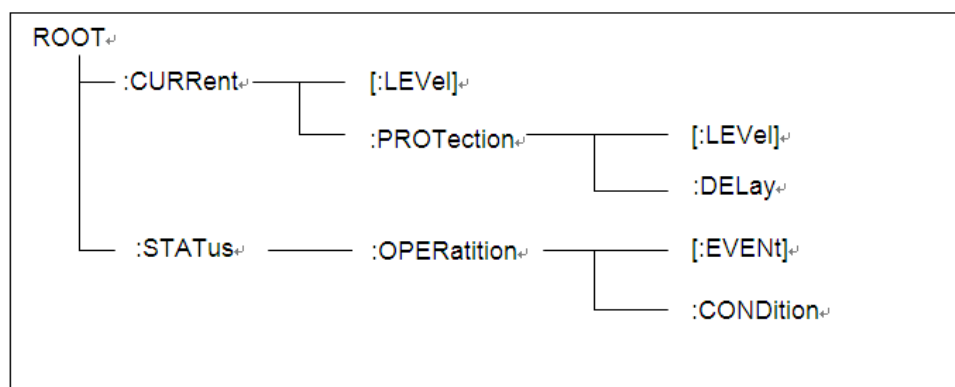 ROOT↵
:CURRent↵ [:LEVel]↵
:PROTection↵ [:LEVel]↵
:DELay↵
:STATus↵ :OPERatition↵ [:EVENt]↵
:CONDition↵